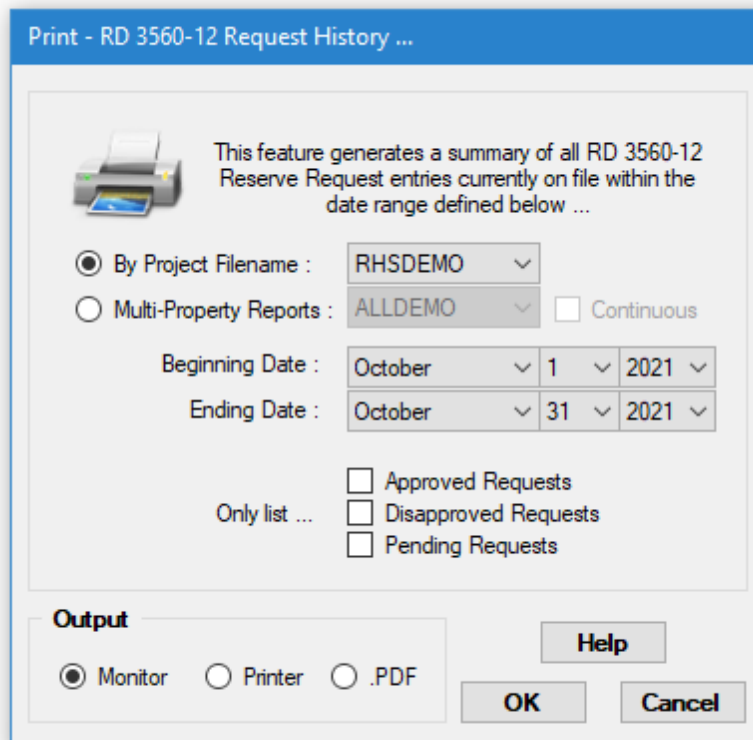 Print - RD 3560-12 Request History ...
This feature generates a summary of all RD 3560-12
Reserve Request entries currently on file within the
date range defined below ...
By Project Filename : RHSDEMO
Multi-Property Reports : ALLDEMO Continuous
Beginning Date : October 1 2021
Ending Date : October 31 2021
Approved Requests
Only list ... Disapproved Requests
Pending Requests
Output
Help
Monitor Printer .PDF
OK Cancel